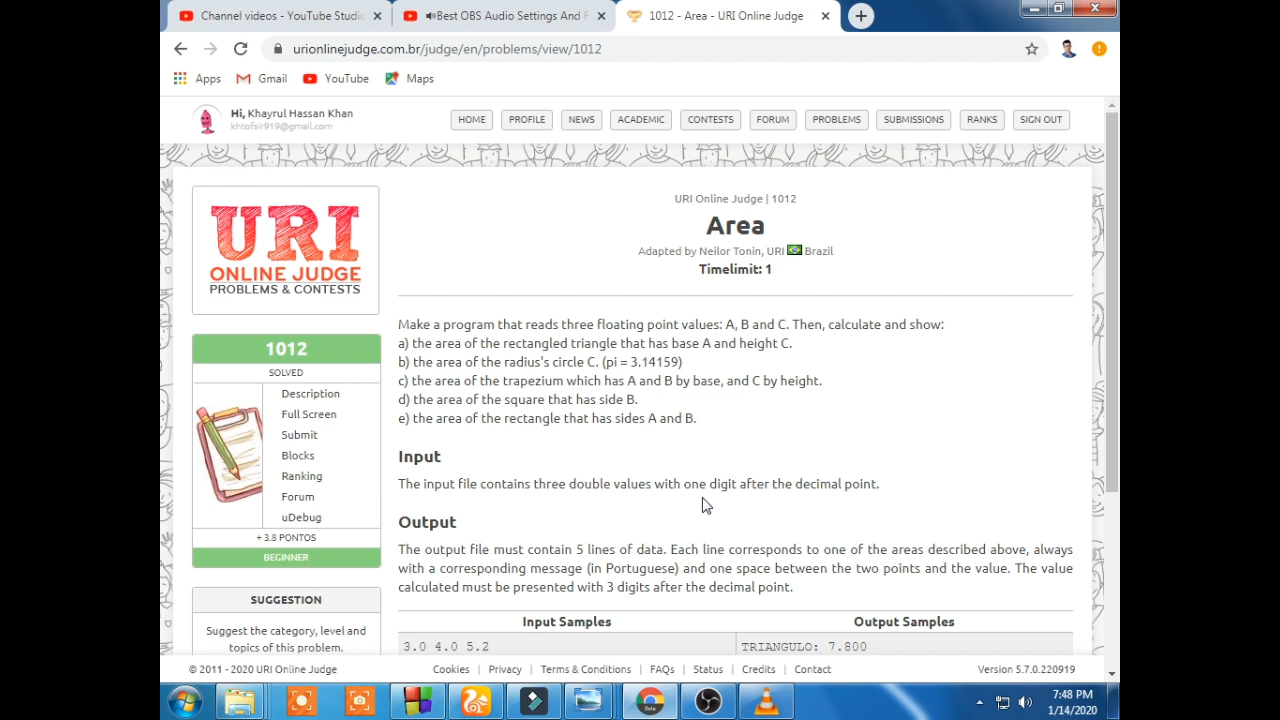 Channel videos - YouTube Studi
Best OBS Audio Settings And F
1012 - Area - URI Online Judge
urionlinejudge.com.br/judge/en/problems/view/1012
Apps
Gmail
YouTube
Maps
Hi, Khayrul Hassan Khan
khtofsir919@gmail.com
HOME
PROFILE
NEWS
ACADEMIC
CONTESTS
FORUM
PROBLEMS
SUBMISSIONS
RANKS
SIGN OUT
URI
ONLINE JUDGE
PROBLEMS & CONTESTS
1012
SOLVED
Description
Full Screen
Submit
Blocks
Ranking
Forum
uDebug
+ 3.8 PONTOS
BEGINNER
SUGGESTION
Suggest the category, level and
topics of this problem.
URI Online Judge | 1012
Area
Adapted by Neilor Tonin, URI Brazil
Timelimit: 1
Make a program that reads three floating point values: A, B and C. Then, calculate and show:
a) the area of the rectangled triangle that has base A and height C.
b) the area of the radius's circle C. (pi = 3.14159)
c) the area of the trapezium which has A and B by base, and C by height.
d) the area of the square that has side B.
e) the area of the rectangle that has sides A and B.
Input
The input file contains three double values with one digit after the decimal point.
Output
The output file must contain 5 lines of data. Each line corresponds to one of the areas described above, always
with a corresponding message (in Portuguese) and one space between the two points and the value. The value
calculated must be presented with 3 digits after the decimal point.
Input Samples
Output Samples
3.0 4.0 5.2
TRIANGULO: 7.800
© 2011 - 2020 URI Online Judge
Cookies | Privacy | Terms & Conditions | FAQs | Status | Credits | Contact
Version 5.7.0.220919
7:48 PM
1/14/2020